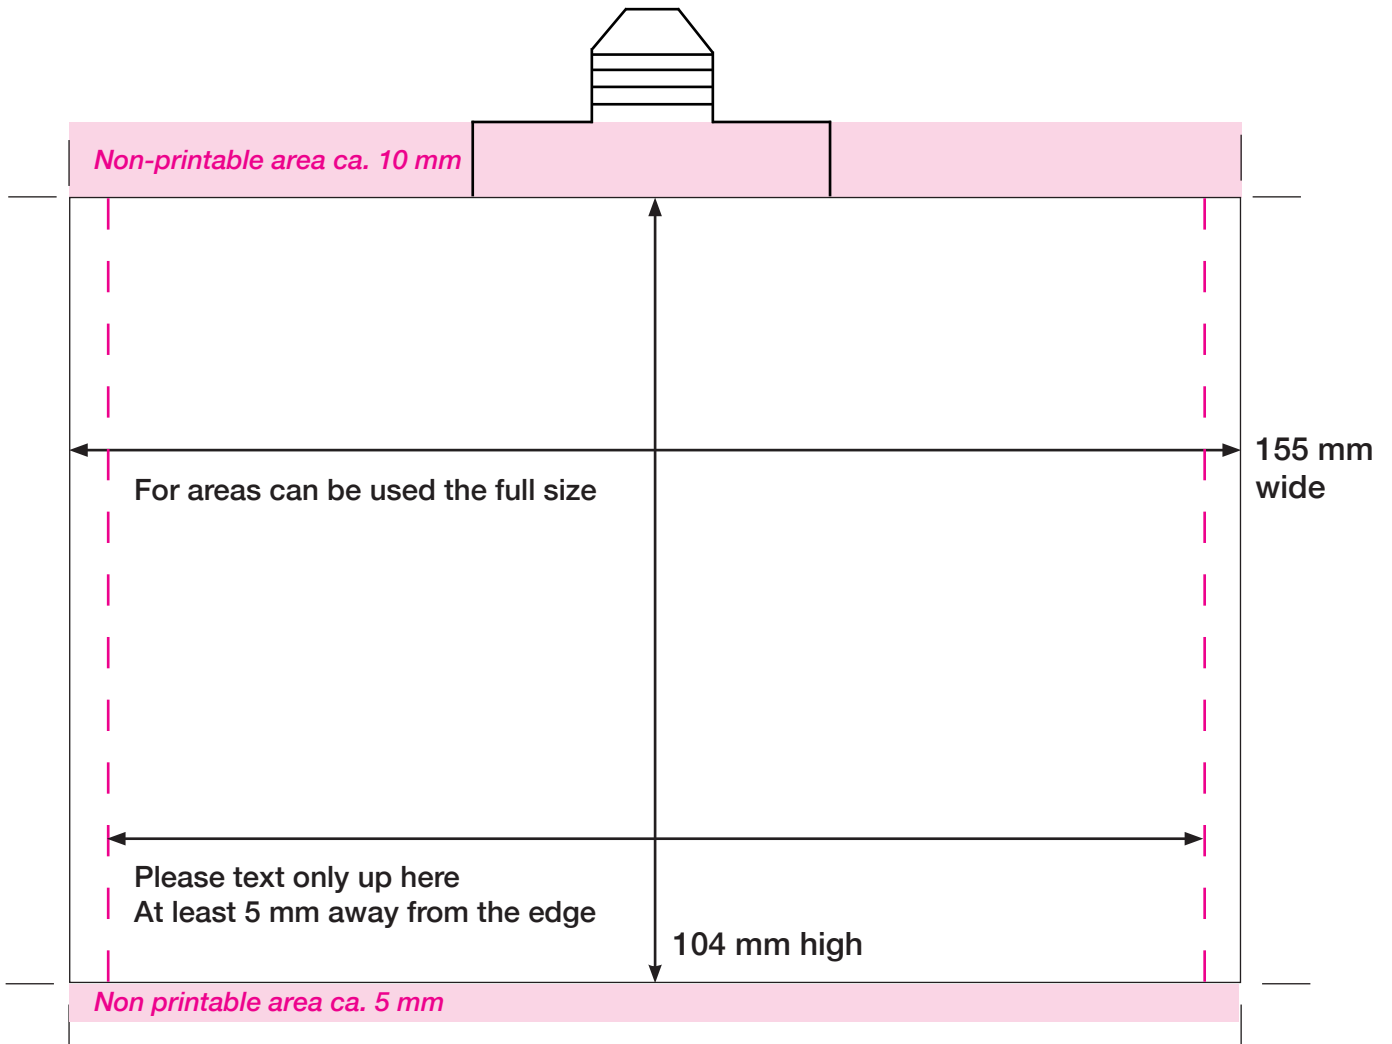 Non-printable area ca. 10 mm
155 mm
wide
For areas can be used the full size
Please text only up here
At least 5 mm away from the edge
104 mm high
Non printable area ca. 5 mm